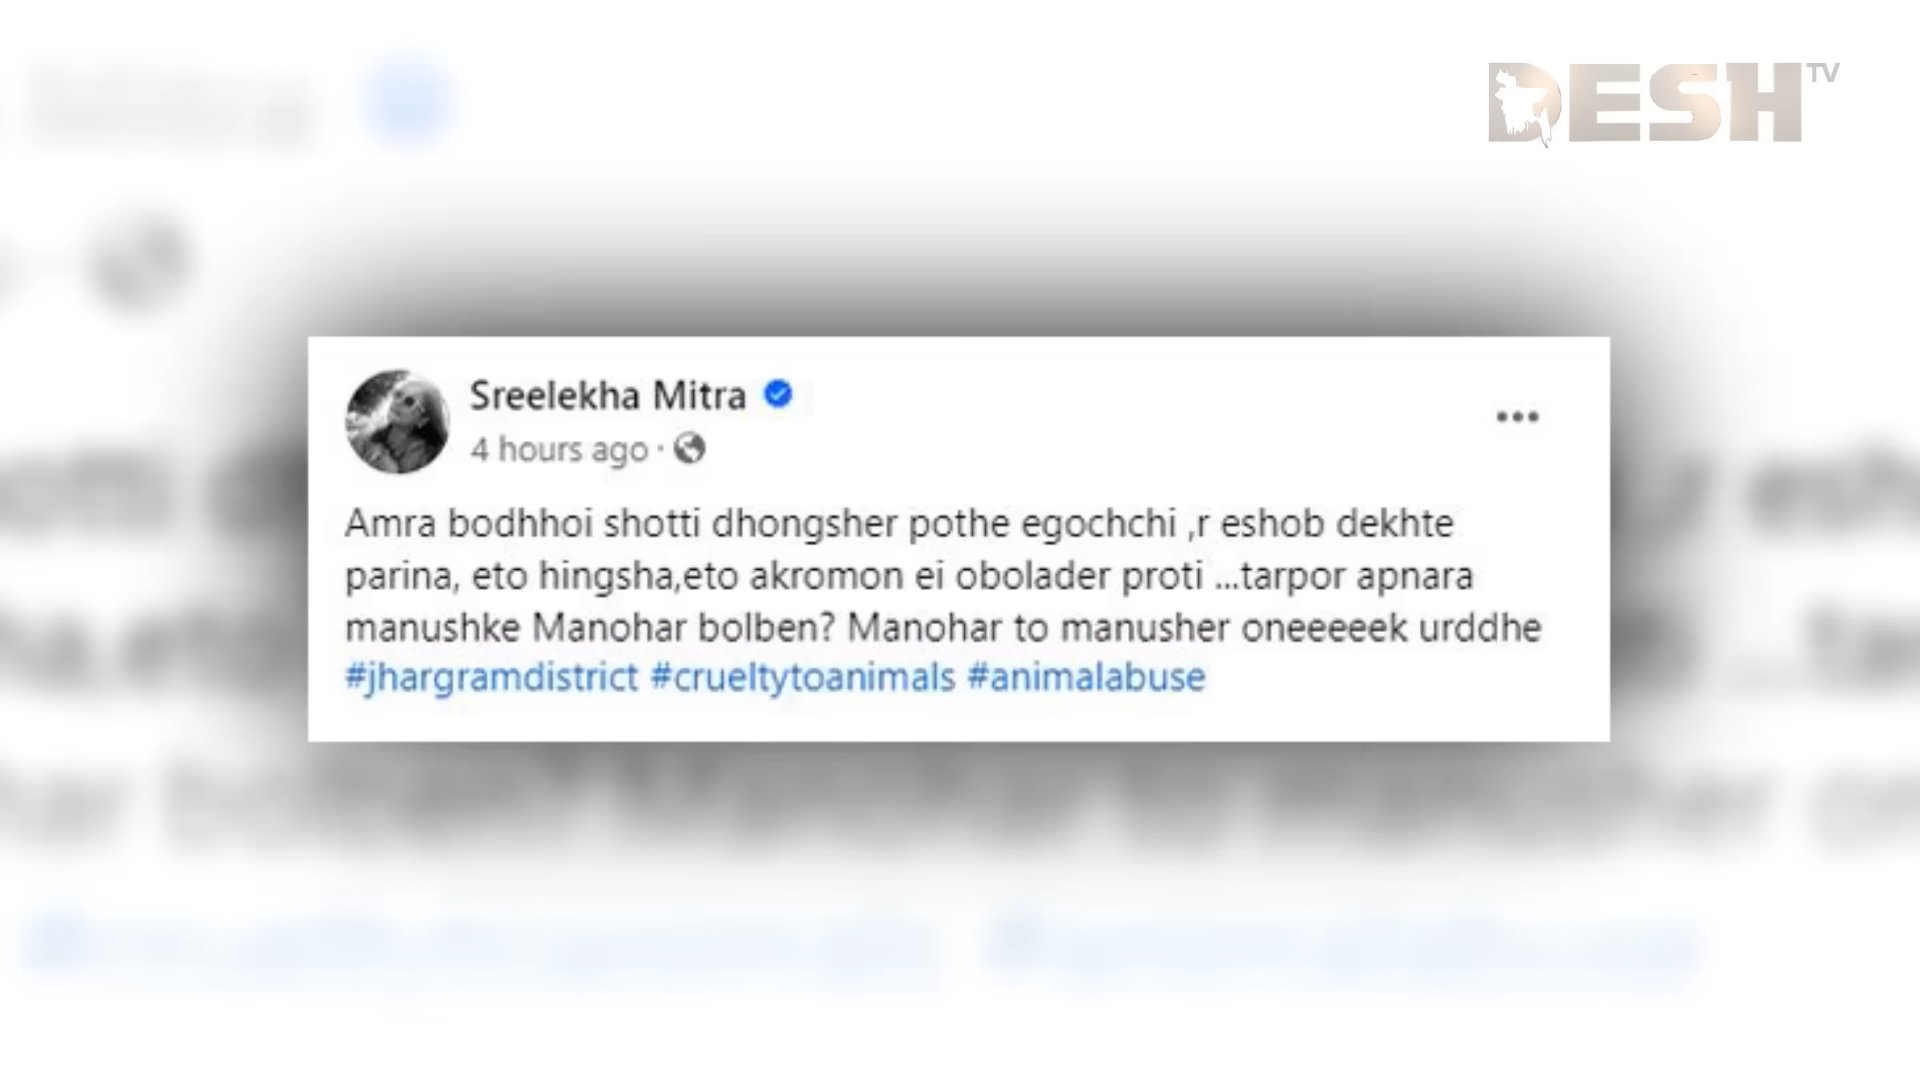 DESH TV
Sreelekha Mitra
4 hours ago ·
Amra bodhhoi shotti dhongsher pothe egochchi ,r eshob dekhte
parina, eto hingsha,eto akromon ei obolader proti ...tarpor apnara
manushke Manohar bolben? Manohar to manusher oneeeeek urddhe
#jhargramdistrict #crueltytoanimals #animalabuse